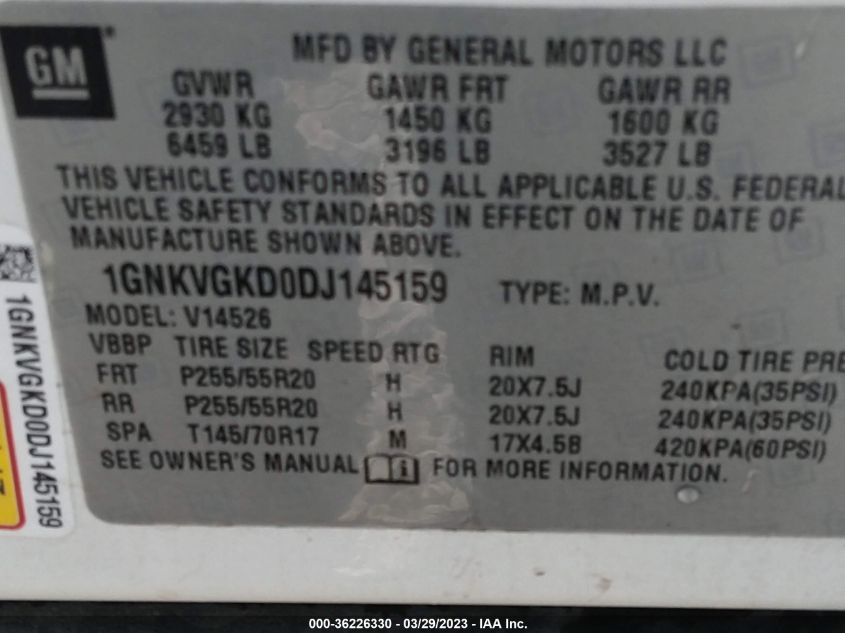 GM
MFD BY GENERAL MOTORS LLC
GVWR GAWR FRT GAWR RR
2930 KG 1450 KG 1600 KG
6459 LB 3196 LB 3527 LB
THIS VEHICLE CONFORMS TO ALL APPLICABLE U.S. FEDERAL
VEHICLE SAFETY STANDARDS IN EFFECT ON THE DATE OF
MANUFACTURE SHOWN ABOVE.
1GNKVGKD0DJ145159 TYPE: M.P.V.
MODEL: V14526
VBBP TIRE SIZE SPEED RTG RIM COLD TIRE PRE
FRT P255/55R20 H 20X7.5J 240KPA(35PSI)
RR P255/55R20 H 20X7.5J 240KPA(35PSI)
SPA T145/70R17 M 17X4.5B 420KPA(60PSI)
SEE OWNER'S MANUAL i FOR MORE INFORMATION.
1GNKVGKD0DJ145159
000-36226330 - 03/29/2023 - IAA Inc.